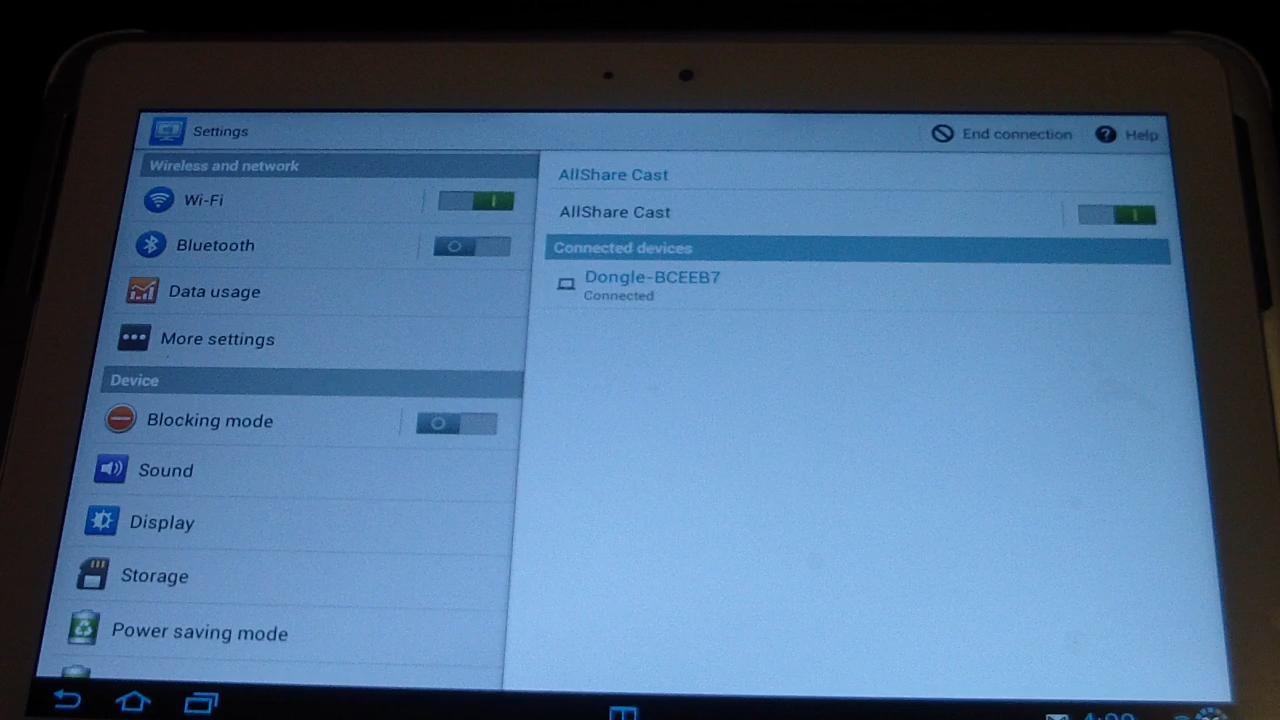 Settings
End connection
Help
Wireless and network
Wi-Fi
Bluetooth
Data usage
More settings
Device
Blocking mode
Sound
Display
Storage
Power saving mode
AllShare Cast
AllShare Cast
Connected devices
Dongle-BCEEB7
Connected